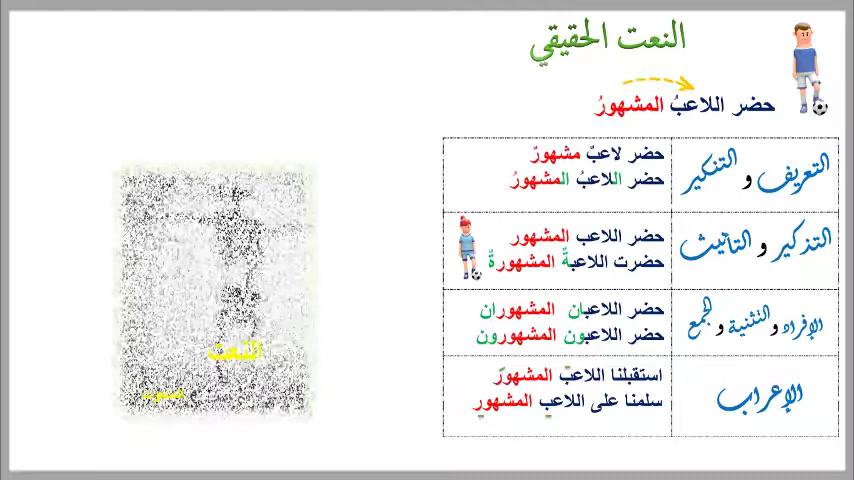 النعت الحقيقي
حضر اللاعبُ المشهورُ
التعريف و التنكير
حضر لاعبٌ مشهورٌ
حضر اللاعبُ المشهورُ
التذكير و التأنيث
حضر اللاعب المشهور
حضرت اللاعبةٌ المشهورةٌ
الإفراد و التثنية و الجمع
حضر اللاعبان المشهوران
حضر اللاعبون المشهورون
الإعراب
استقبلنا اللاعبَ المشهورَ
سلمنا على اللاعبِ المشهورِ
النعت